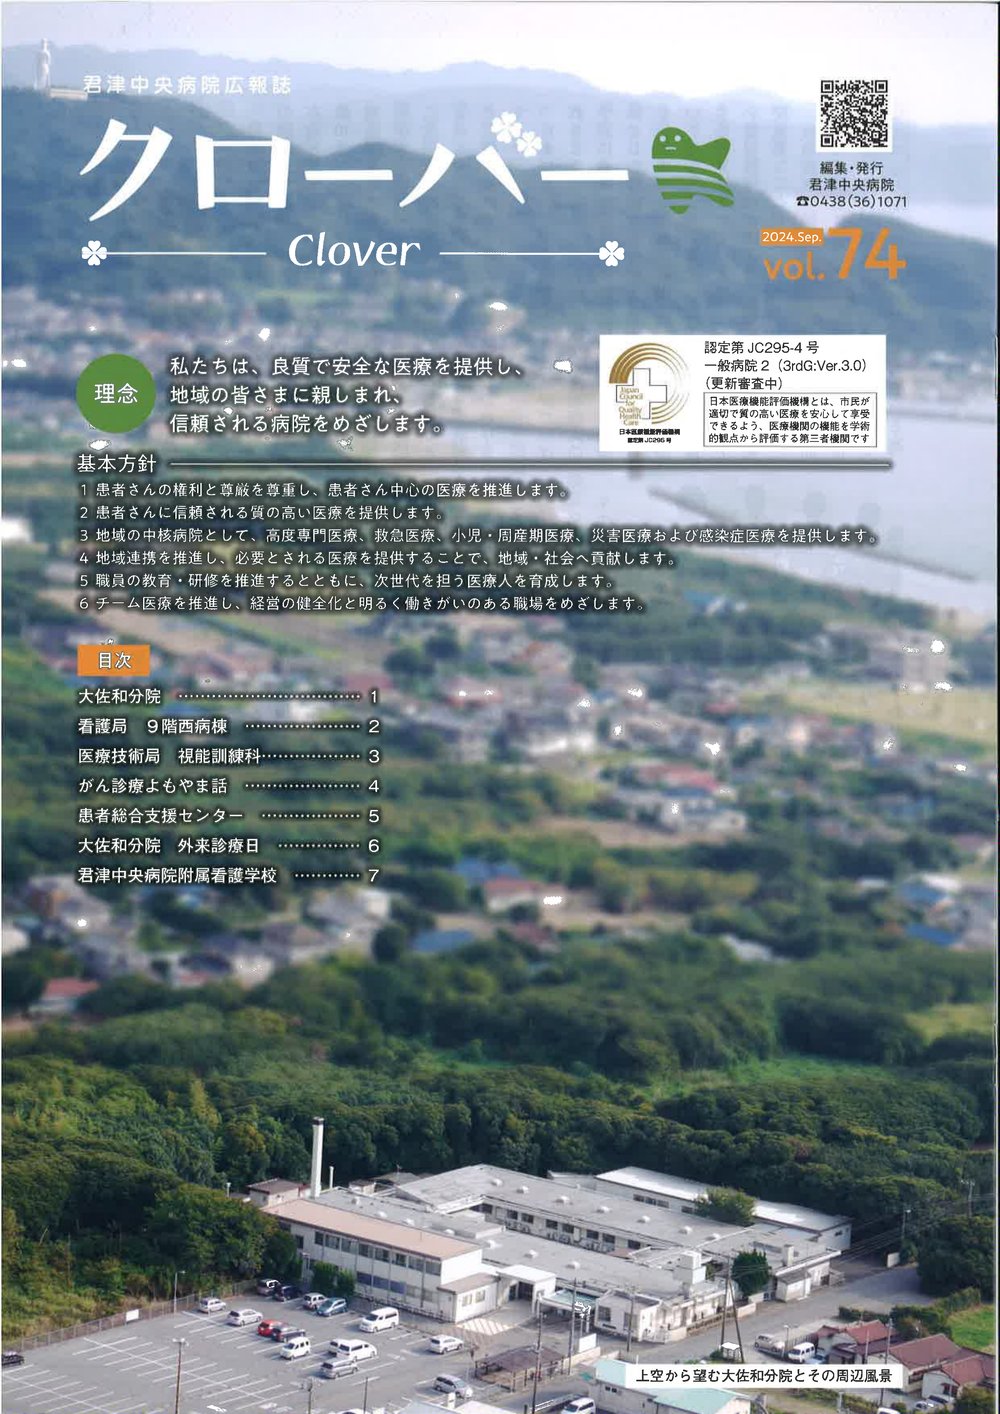 君津中央病院広報誌
クローバー
Clover
編集・発行
君津中央病院
☎0438(36)1071
2024.Sep.
vol.74
理念
私たちは、良質で安全な医療を提供し、
地域の皆さまに親しまれ、
信頼される病院をめざします。
Japan
Council
for
Quality
Health
Care
日本医療機能評価機構
認定第JC295号
認定第 JC295-4 号
一般病院２（3rdG:Ver.3.0）
（更新審査中）
日本医療機能評価機構とは、市民が
適切で質の高い医療を安心して享受
できるよう、医療機関の機能を学術
的観点から評価する第三者機関です
基本方針
1 患者さんの権利と尊厳を尊重し、患者さん中心の医療を推進します。
2 患者さんに信頼される質の高い医療を提供します。
3 地域の中核病院として、高度専門医療、救急医療、小児・周産期医療、災害医療および感染症医療を提供します。
4 地域連携を推進し、必要とされる医療を提供することで、地域・社会へ貢献します。
5 職員の教育・研修を推進するとともに、次世代を担う医療人を育成します。
6 チーム医療を推進し、経営の健全化と明るく働きがいのある職場をめざします。
目次
大佐和分院 ……………………………… 1
看護局　９階西病棟 ………………… 2
医療技術局　視能訓練科……………… 3
がん診療よもやま話 ………………… 4
患者総合支援センター ……………… 5
大佐和分院　外来診療日 …………… 6
君津中央病院附属看護学校 ………… 7
上空から望む大佐和分院とその周辺風景